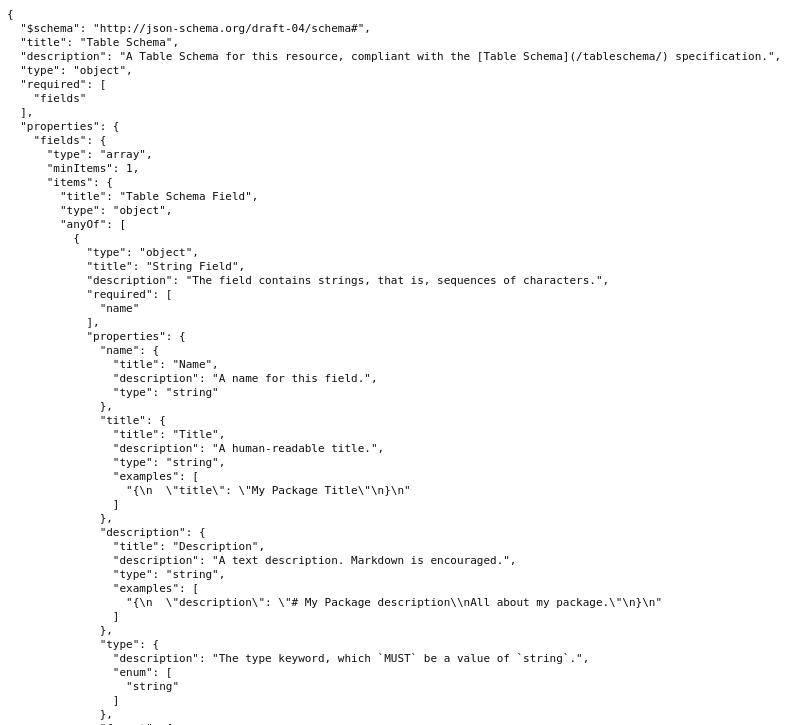 {
  "$schema": "http://json-schema.org/draft-04/schema#",
  "title": "Table Schema",
  "description": "A Table Schema for this resource, compliant with the [Table Schema](/tableschema/) specification.",
  "type": "object",
  "required": [
    "fields"
  ],
  "properties": {
    "fields": {
      "type": "array",
      "minItems": 1,
      "items": {
        "title": "Table Schema Field",
        "type": "object",
        "anyOf": [
          {
            "type": "object",
            "title": "String Field",
            "description": "The field contains strings, that is, sequences of characters.",
            "required": [
              "name"
            ],
            "properties": {
              "name": {
                "title": "Name",
                "description": "A name for this field.",
                "type": "string"
              },
              "title": {
                "title": "Title",
                "description": "A human-readable title.",
                "type": "string",
                "examples": [
                  "{\n  \"title\": \"My Package Title\"\n}\n"
                ]
              },
              "description": {
                "title": "Description",
                "description": "A text description. Markdown is encouraged.",
                "type": "string",
                "examples": [
                  "{\n  \"description\": \"# My Package description\\nAll about my package.\"\n}\n"
                ]
              },
              "type": {
                "description": "The type keyword, which `MUST` be a value of `string`.",
                "enum": [
                  "string"
                ]
              },